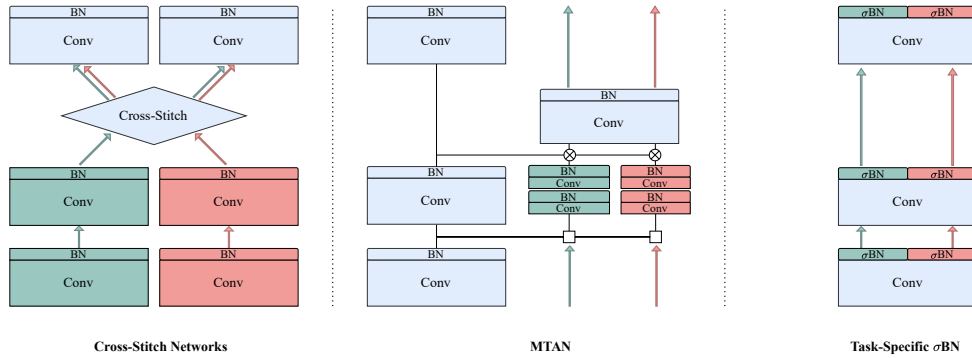 BN
Conv
BN
Conv
Cross-Stitch
BN
Conv
BN
Conv
BN
Conv
BN
Conv
Cross-Stitch Networks
BN
Conv
BN
Conv
BN
Conv
BN
Conv
BN
Conv
BN
Conv
BN
Conv
BN
Conv
MTAN
σBN
σBN
Conv
σBN
σBN
Conv
σBN
σBN
Conv
Task-Specific σBN